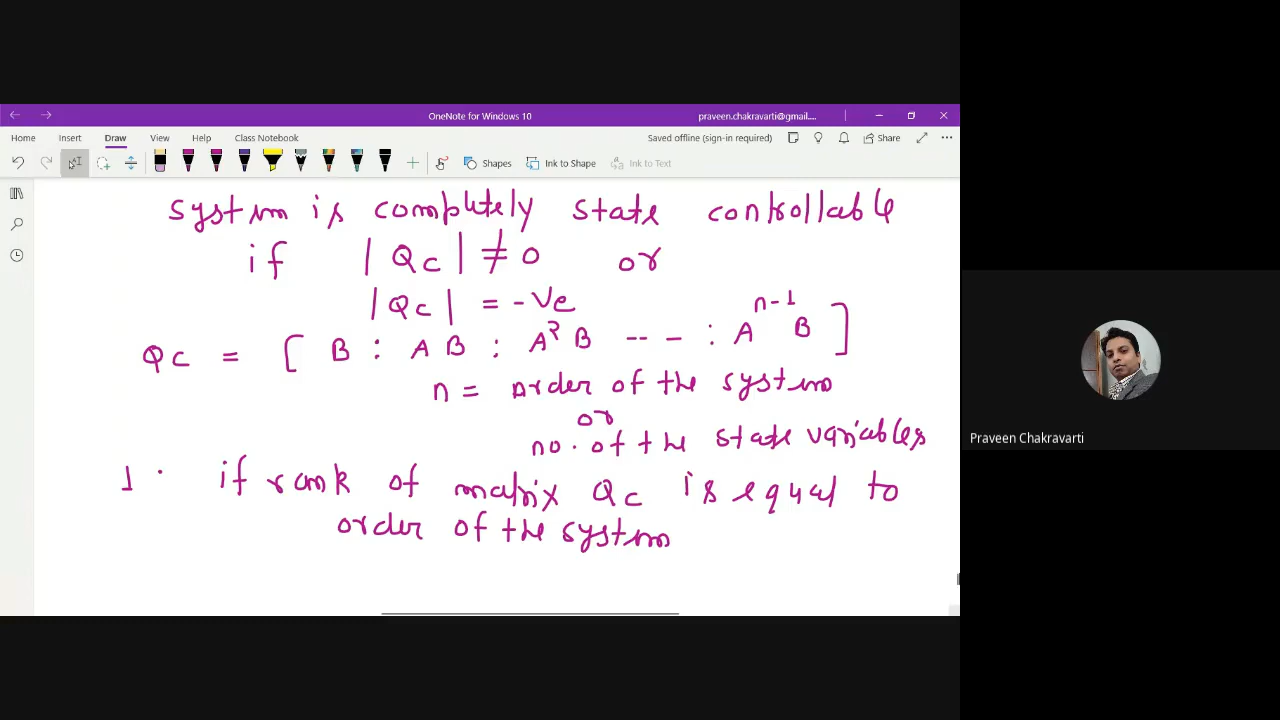 OneNote for Windows 10
praveen.chakravarti@gmail....
Home Insert Draw View Help Class Notebook
Saved offline (sign-in required)
Share
Shapes Ink to Shape Ink to Text
system is completely state controllable
if |Qc| ≠ 0 or
|Qc| = -ve
Qc = [ B : AB : A²B --- : Aⁿ⁻¹ B ]
n = order of the system
or
no. of the state variables
1. if rank of matrix Qc is equal to
order of the system
Praveen Chakravarti